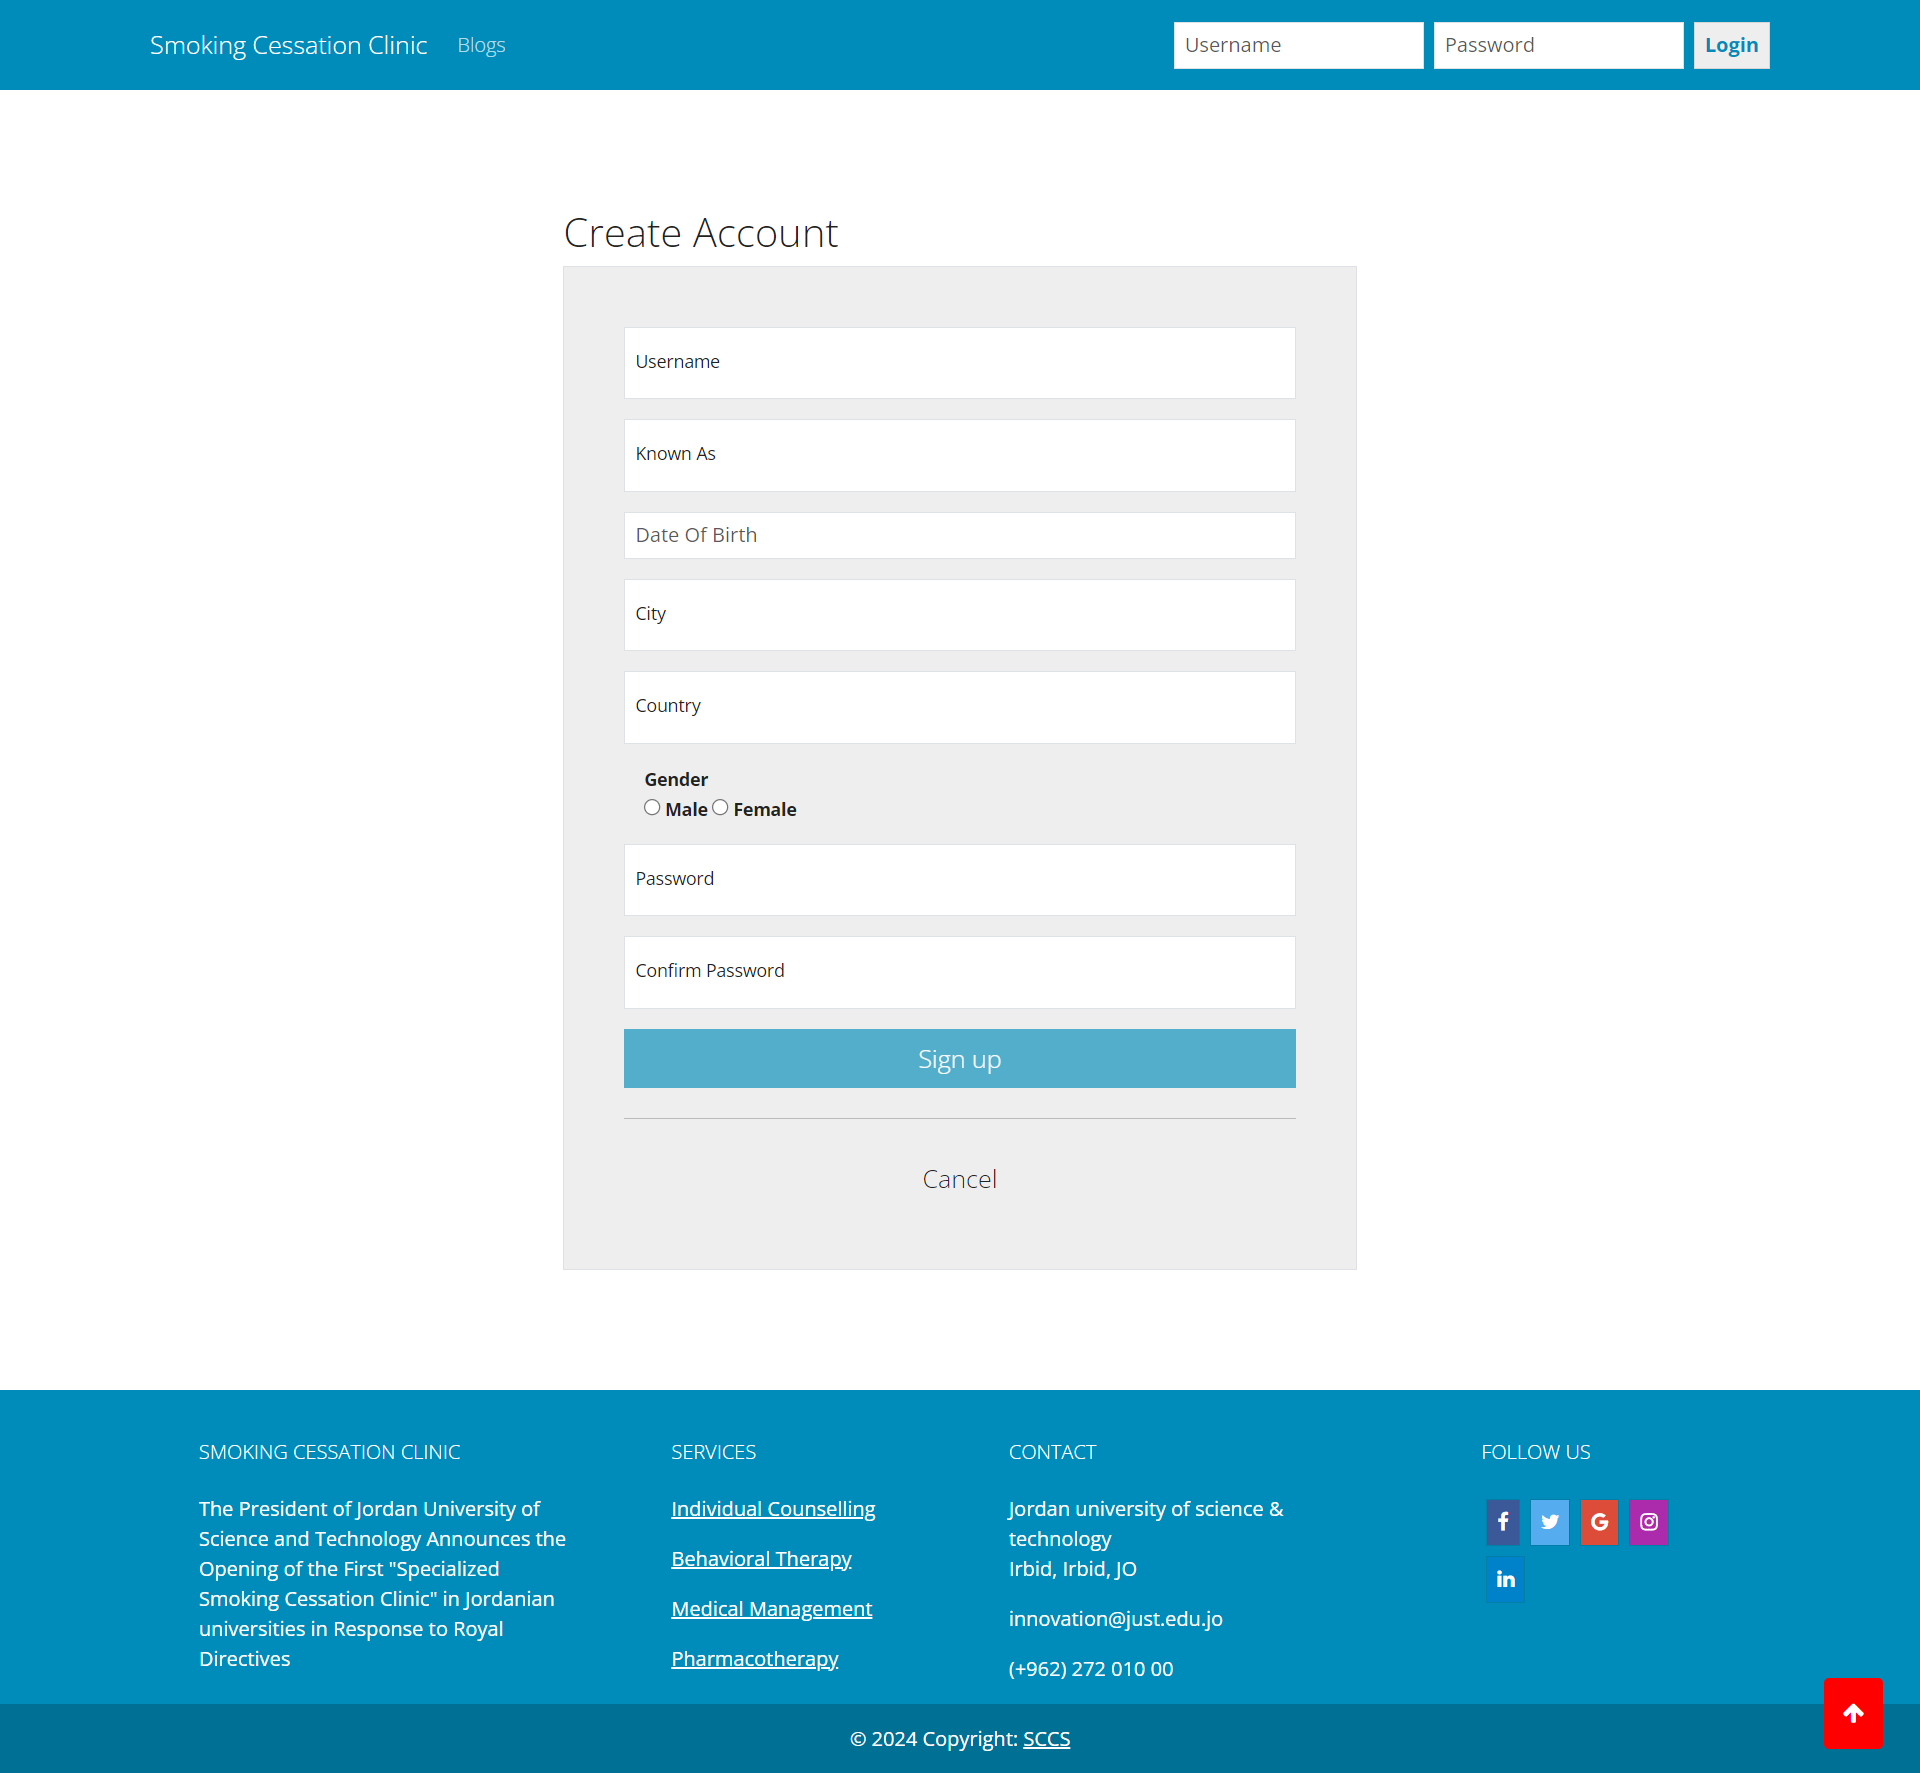 Smoking Cessation Clinic Blogs Username Password Login
Create Account
Username
Known As
Date Of Birth
City
Country
Gender
Male Female
Password
Confirm Password
Sign up
Cancel
SMOKING CESSATION CLINIC
The President of Jordan University of
Science and Technology Announces the
Opening of the First "Specialized
Smoking Cessation Clinic" in Jordanian
universities in Response to Royal
Directives
SERVICES
Individual Counselling
Behavioral Therapy
Medical Management
Pharmacotherapy
CONTACT
Jordan university of science &
technology
Irbid, Irbid, JO
innovation@just.edu.jo
(+962) 272 010 00
FOLLOW US
© 2024 Copyright: SCCS